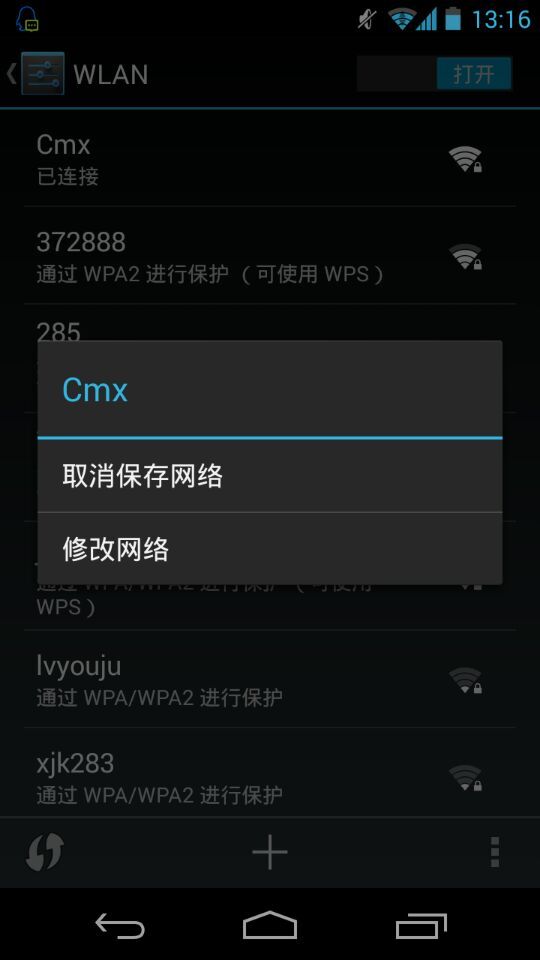 13:16
WLAN
打开
Cmx
已连接
372888
通过 WPA2 进行保护 （可使用 WPS）
285
Cmx
取消保存网络
修改网络
通过 WPA/WPA2 进行保护 （可使用
WPS）
lvyouju
通过 WPA/WPA2 进行保护
xjk283
通过 WPA/WPA2 进行保护